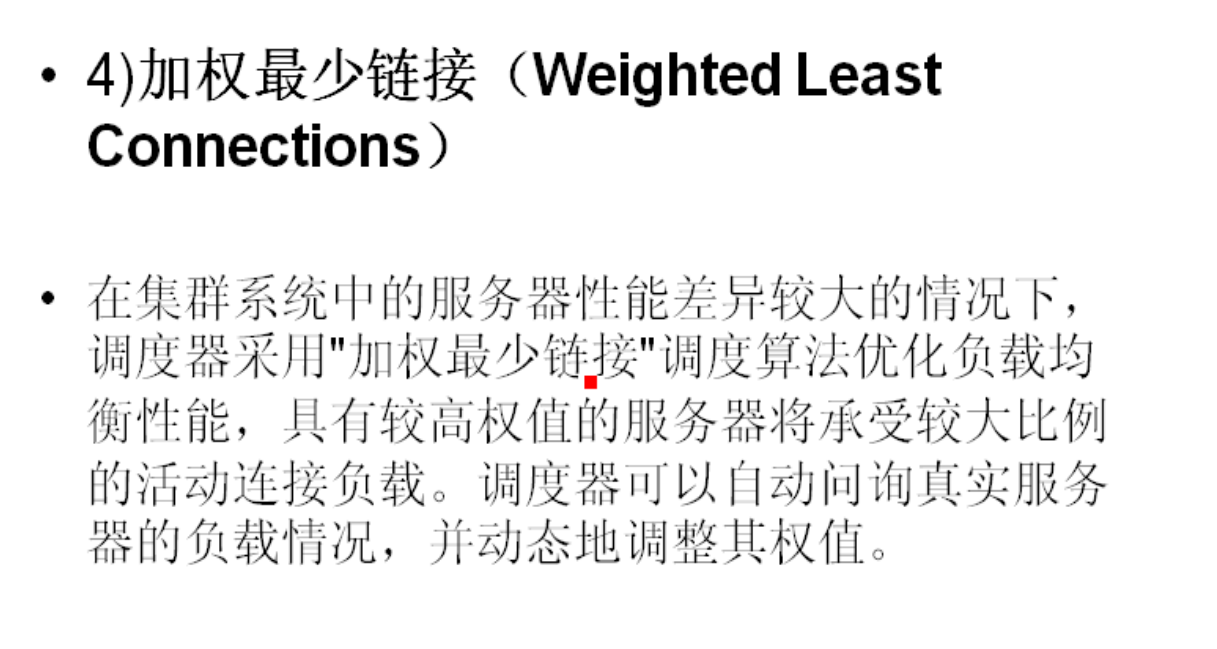 • 4)加权最少链接（Weighted Least
Connections）
• 在集群系统中的服务器性能差异较大的情况下，
调度器采用"加权最少链接"调度算法优化负载均
衡性能，具有较高权值的服务器将承受较大比例
的活动连接负载。调度器可以自动问询真实服务
器的负载情况，并动态地调整其权值。